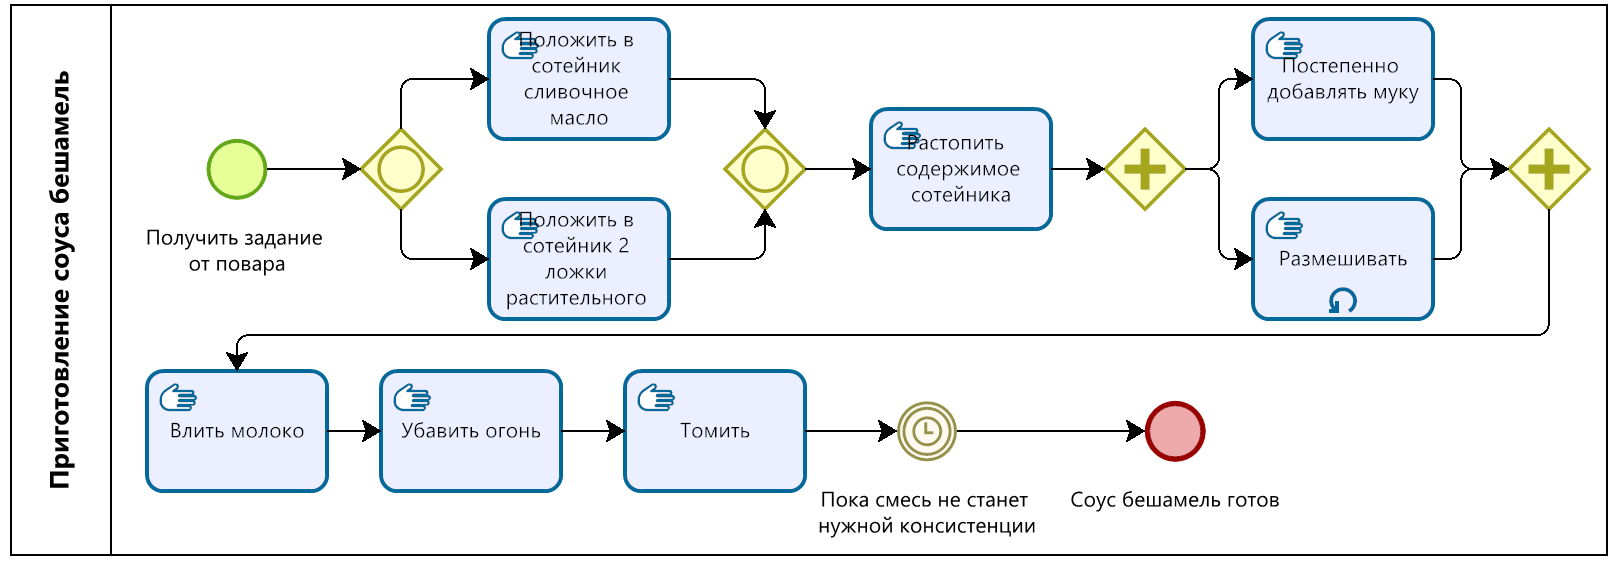 Приготовление соуса бешамель
Получить задание
от повара
Положить в
сотейник
сливочное
масло
Положить в
сотейник 2
ложки
растительного
Растопить
содержимое
сотейника
Постепенно
добавлять муку
Размешивать
Влить молоко
Убавить огонь
Томить
Пока смесь не станет
нужной консистенции
Соус бешамель готов